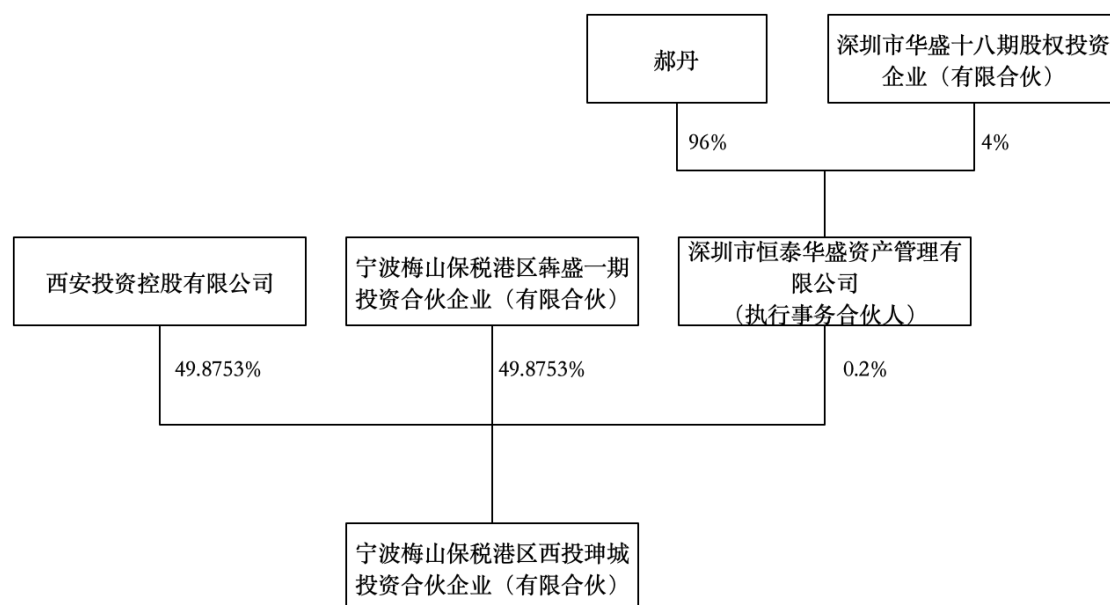 郝丹
深圳市华盛十八期股权投资
企业（有限合伙）
96%
4%
西安投资控股有限公司
宁波梅山保税港区犇盛一期
投资合伙企业（有限合伙）
深圳市恒泰华盛资产管理有
限公司
（执行事务合伙人）
49.8753%
49.8753%
0.2%
宁波梅山保税港区西投珅城
投资合伙企业（有限合伙）